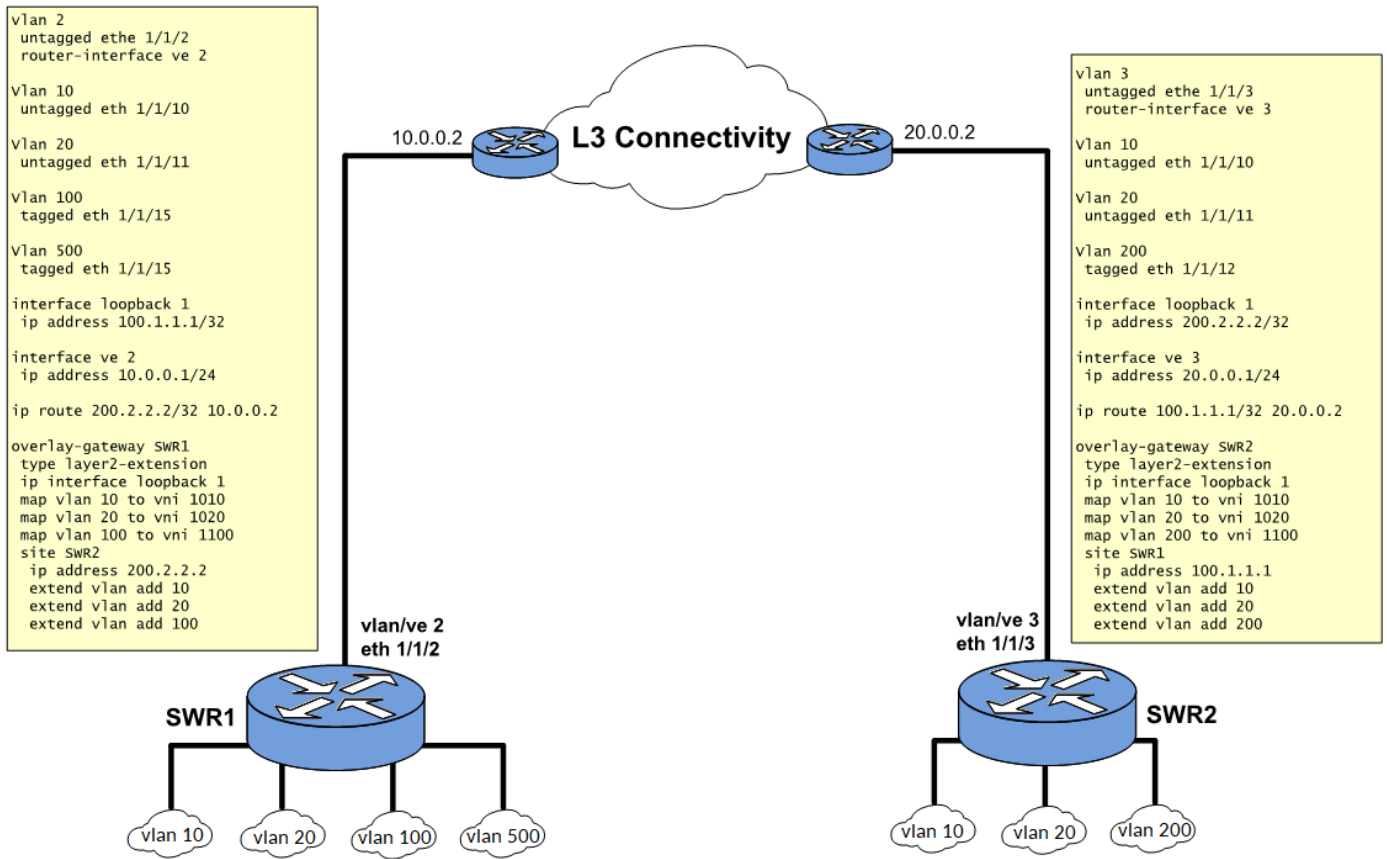 vlan 2
untagged ethe 1/1/2
router-interface ve 2
vlan 10
untagged eth 1/1/10
vlan 20
untagged eth 1/1/11
vlan 100
tagged eth 1/1/15
vlan 500
tagged eth 1/1/15
interface loopback 1
ip address 100.1.1.1/32
interface ve 2
ip address 10.0.0.1/24
ip route 200.2.2.2/32 10.0.0.2
overlay-gateway SWR1
type layer2-extension
ip interface loopback 1
map vlan 10 to vni 1010
map vlan 20 to vni 1020
map vlan 100 to vni 1100
site SWR2
ip address 200.2.2.2
extend vlan add 10
extend vlan add 20
extend vlan add 100
10.0.0.2
L3 Connectivity
20.0.0.2
vlan 3
untagged ethe 1/1/3
router-interface ve 3
vlan 10
untagged eth 1/1/10
vlan 20
untagged eth 1/1/11
vlan 200
tagged eth 1/1/12
interface loopback 1
ip address 200.2.2.2/32
interface ve 3
ip address 20.0.0.1/24
ip route 100.1.1.1/32 20.0.0.2
overlay-gateway SWR2
type layer2-extension
ip interface loopback 1
map vlan 10 to vni 1010
map vlan 20 to vni 1020
map vlan 200 to vni 1100
site SWR1
ip address 100.1.1.1
extend vlan add 10
extend vlan add 20
extend vlan add 200
vlan/ve 2
eth 1/1/2
vlan/ve 3
eth 1/1/3
SWR1
SWR2
vlan 10
vlan 20
vlan 100
vlan 500
vlan 10
vlan 20
vlan 200